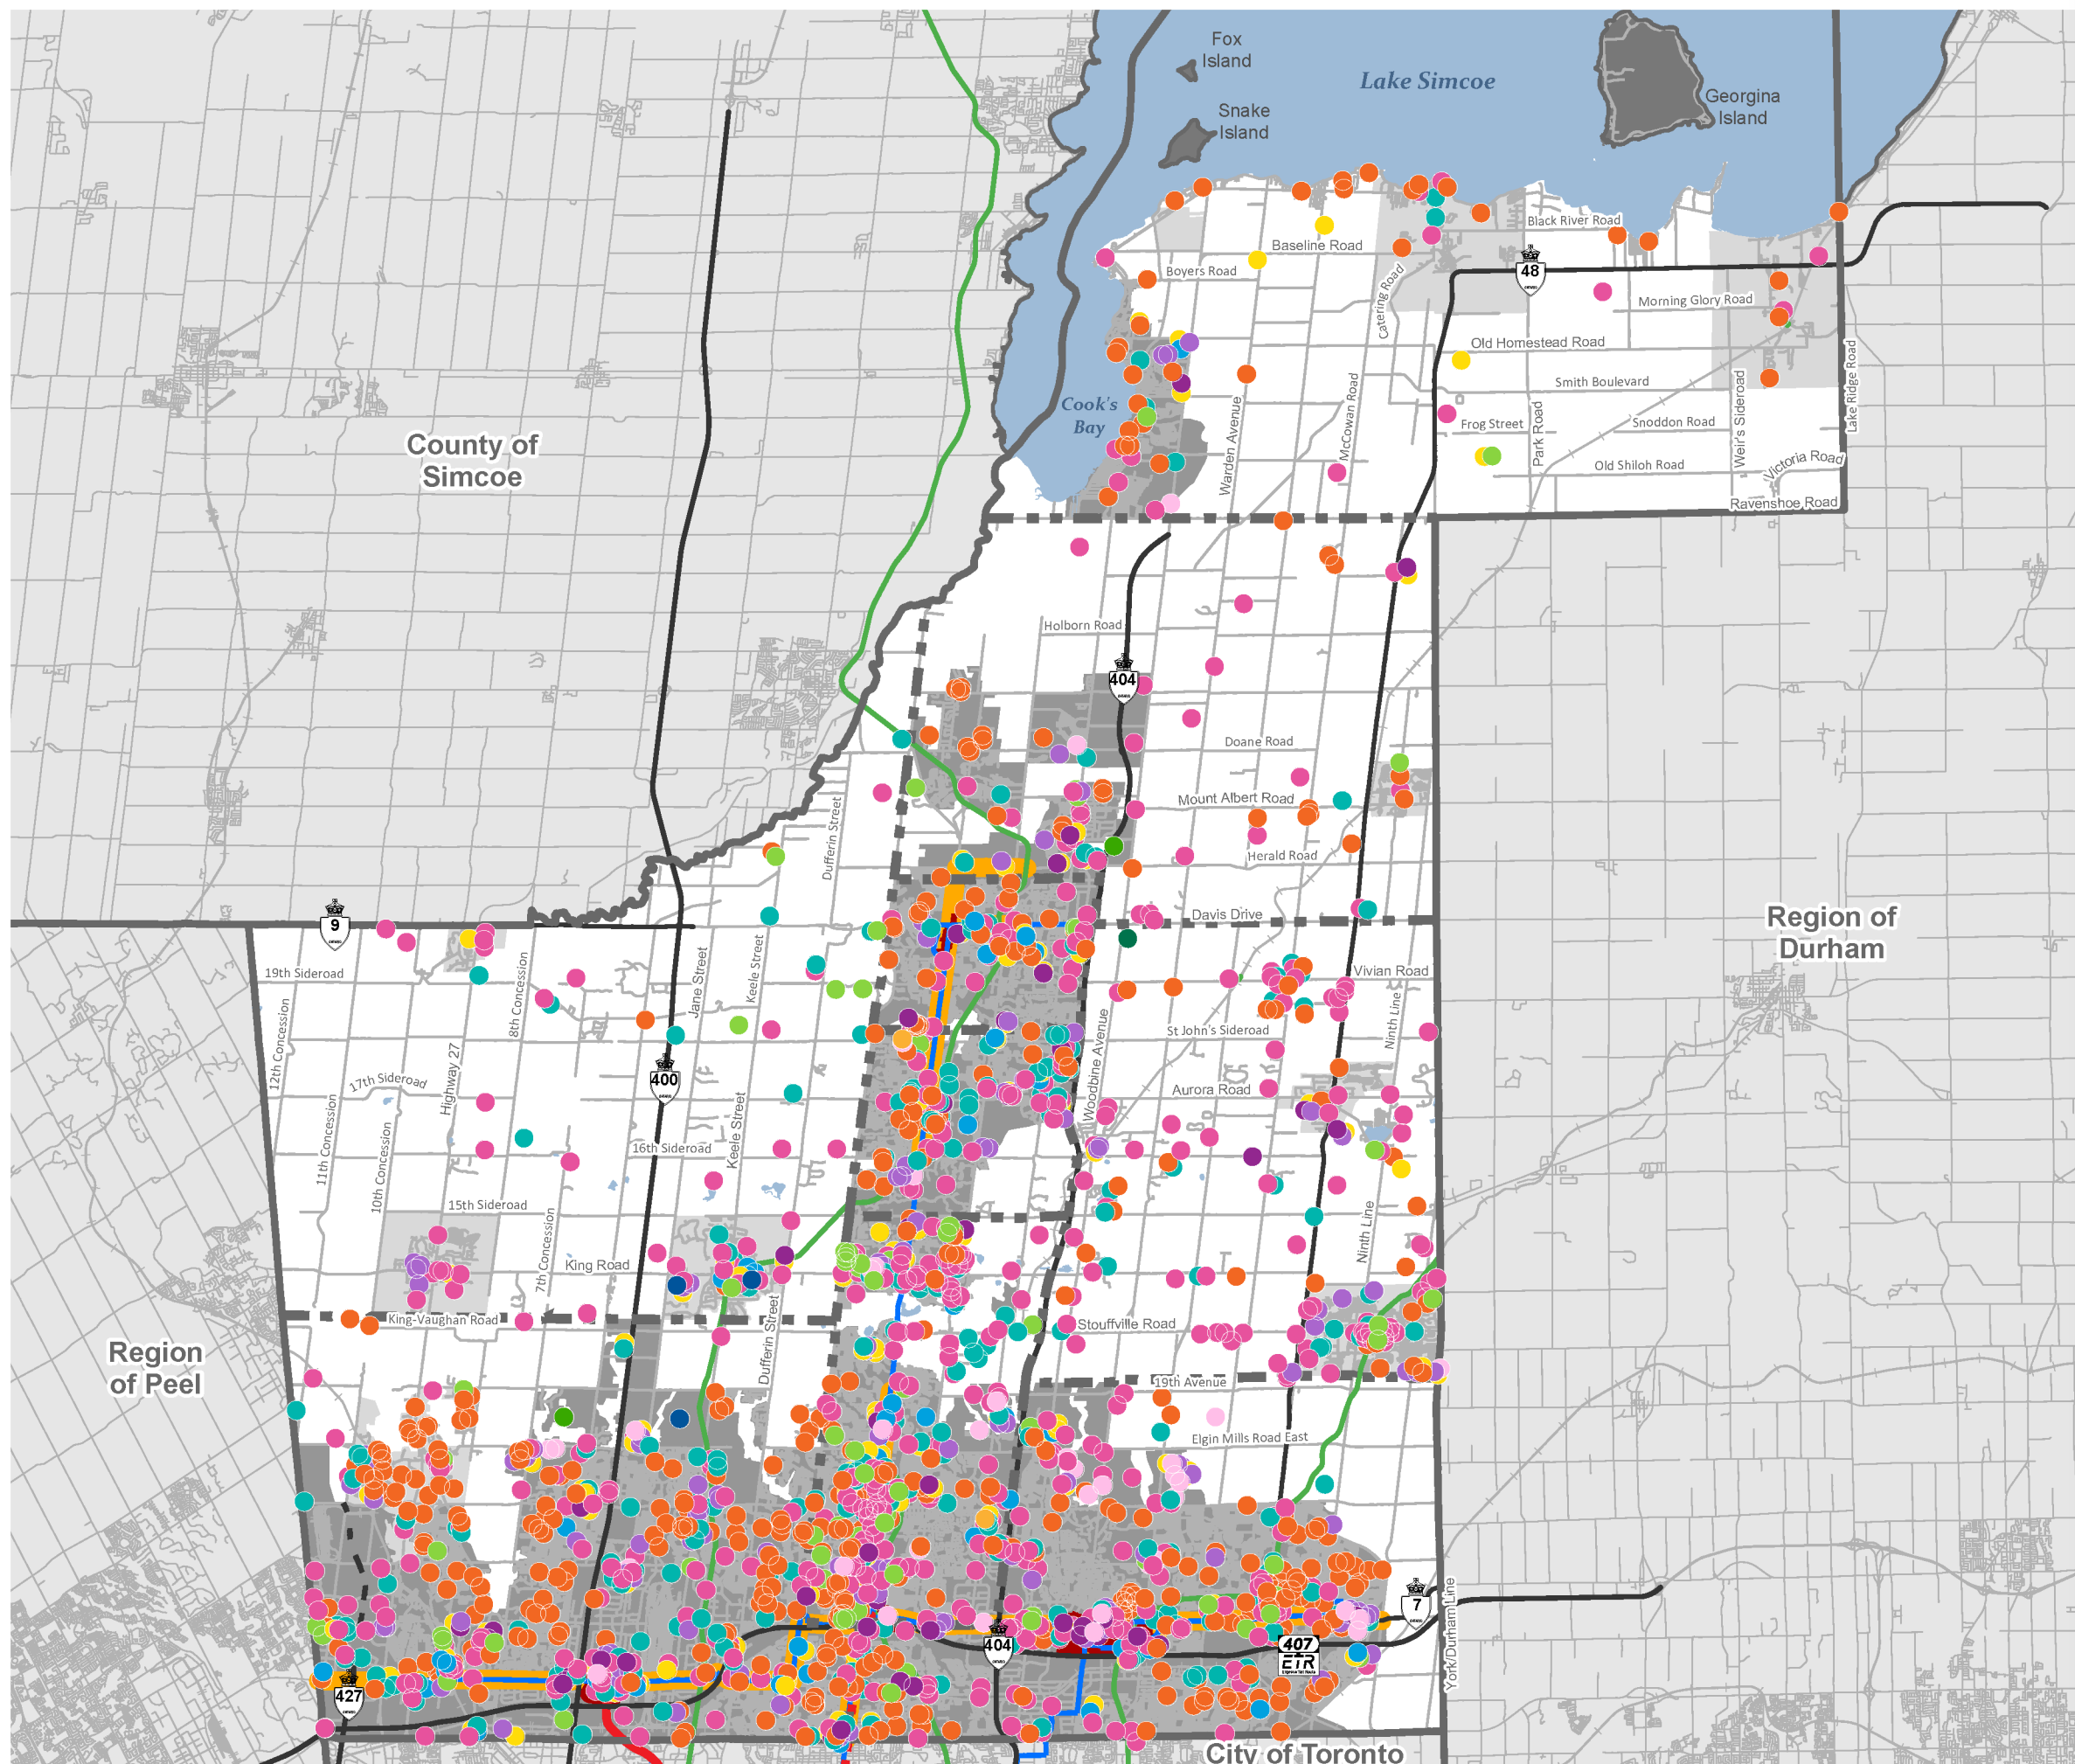 Fox
Island
Lake Simcoe
Snake
Island
Georgina
Island
Black River Road
Baseline Road
Boyers Road
48
Catering Road
Morning Glory Road
Old Homestead Road
Smith Boulevard
Lake Ridge Road
Cook's
Bay
County of
Simcoe
Warden Avenue
McCowan Road
Frog Street
Park Road
Snoddon Road
Weir's Sideroad
Victoria Road
Old Shiloh Road
Ravenshoe Road
Holborn Road
404
Doane Road
Mount Albert Road
Dufferin Street
Herald Road
9
Davis Drive
Region of
Durham
19th Sideroad
8th Concession
Jane Street
Keele Street
Vivian Road
12th Concession
Ninth Line
St John's Sideroad
Woodbine Avenue
Highway 27
17th Sideroad
400
Aurora Road
11th Concession
10th Concession
16th Sideroad
Keele Street
15th Sideroad
7th Concession
King Road
Ninth Line
King-Vaughan Road
Dufferin Street
Stouffville Road
Region
of Peel
19th Avenue
Elgin Mills Road East
7
York/Durham Line
404
407
ETR
427
City of Toronto